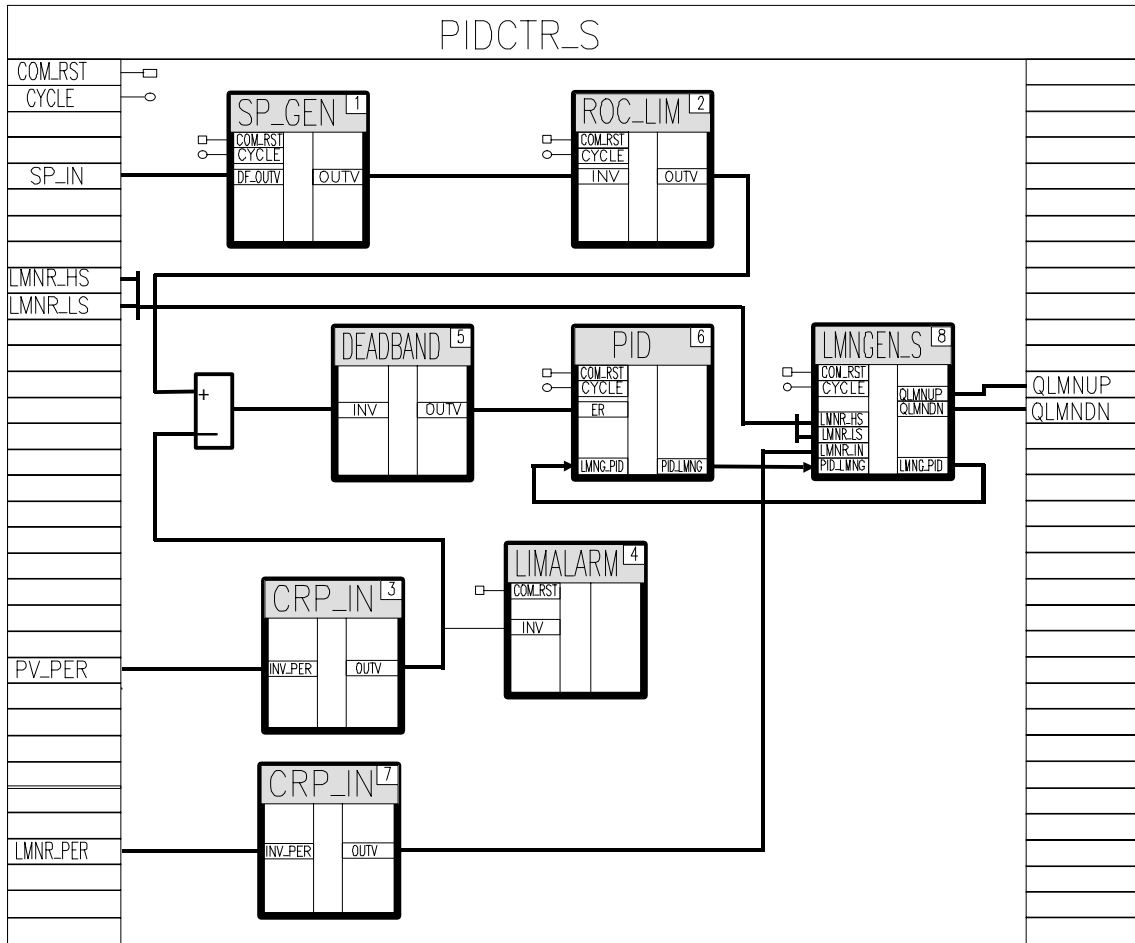 PIDCTR_S
COM_RST
CYCLE
SP_IN
LMNR_HS
LMNR_LS
PV_PER
LMNR_PER
SP_GEN 1
COM_RST
CYCLE
DF_OUTV OUTV
ROC_LIM 2
COM_RST
CYCLE
INV OUTV
+
−
DEADBAND 5
INV OUTV
PID 6
COM_RST
CYCLE
ER
LMNG_PID PID_LMNG
LMNGEN_S 8
COM_RST
CYCLE
QLMNUP
QLMNDN
LMNR_HS
LMNR_LS
LMNR_IN
PID_LMNG LMNG_PID
QLMNUP
QLMNDN
CRP_IN 3
INV_PER OUTV
LIMALARM 4
COM_RST
INV
CRP_IN 7
INV_PER OUTV